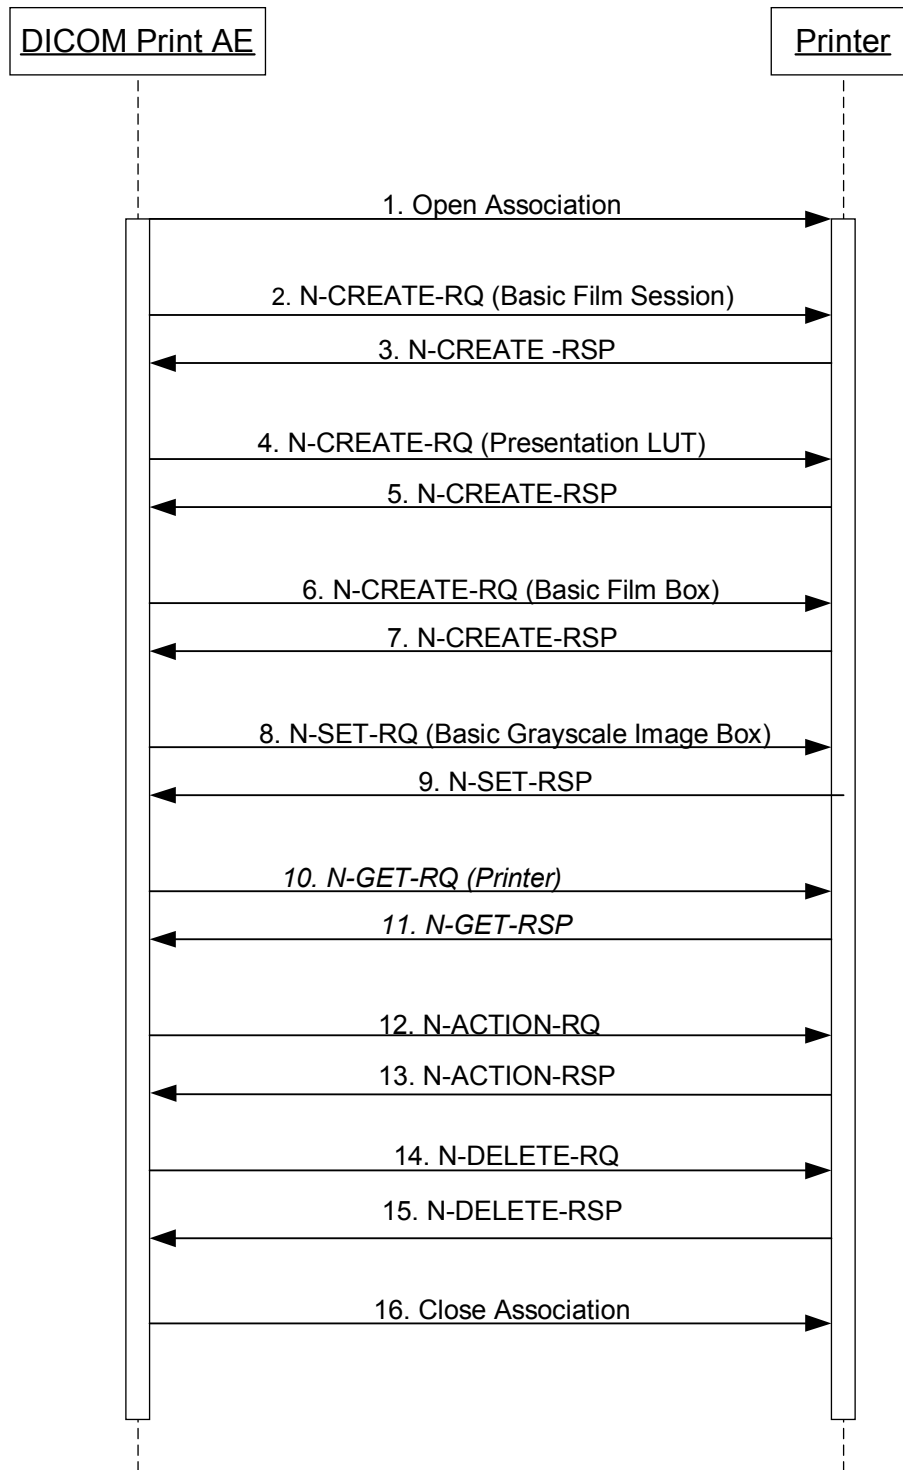 DICOM Print AE
Printer
1. Open Association
2. N-CREATE-RQ (Basic Film Session)
3. N-CREATE -RSP
4. N-CREATE-RQ (Presentation LUT)
5. N-CREATE-RSP
6. N-CREATE-RQ (Basic Film Box)
7. N-CREATE-RSP
8. N-SET-RQ (Basic Grayscale Image Box)
9. N-SET-RSP
10. N-GET-RQ (Printer)
11. N-GET-RSP
12. N-ACTION-RQ
13. N-ACTION-RSP
14. N-DELETE-RQ
15. N-DELETE-RSP
16. Close Association